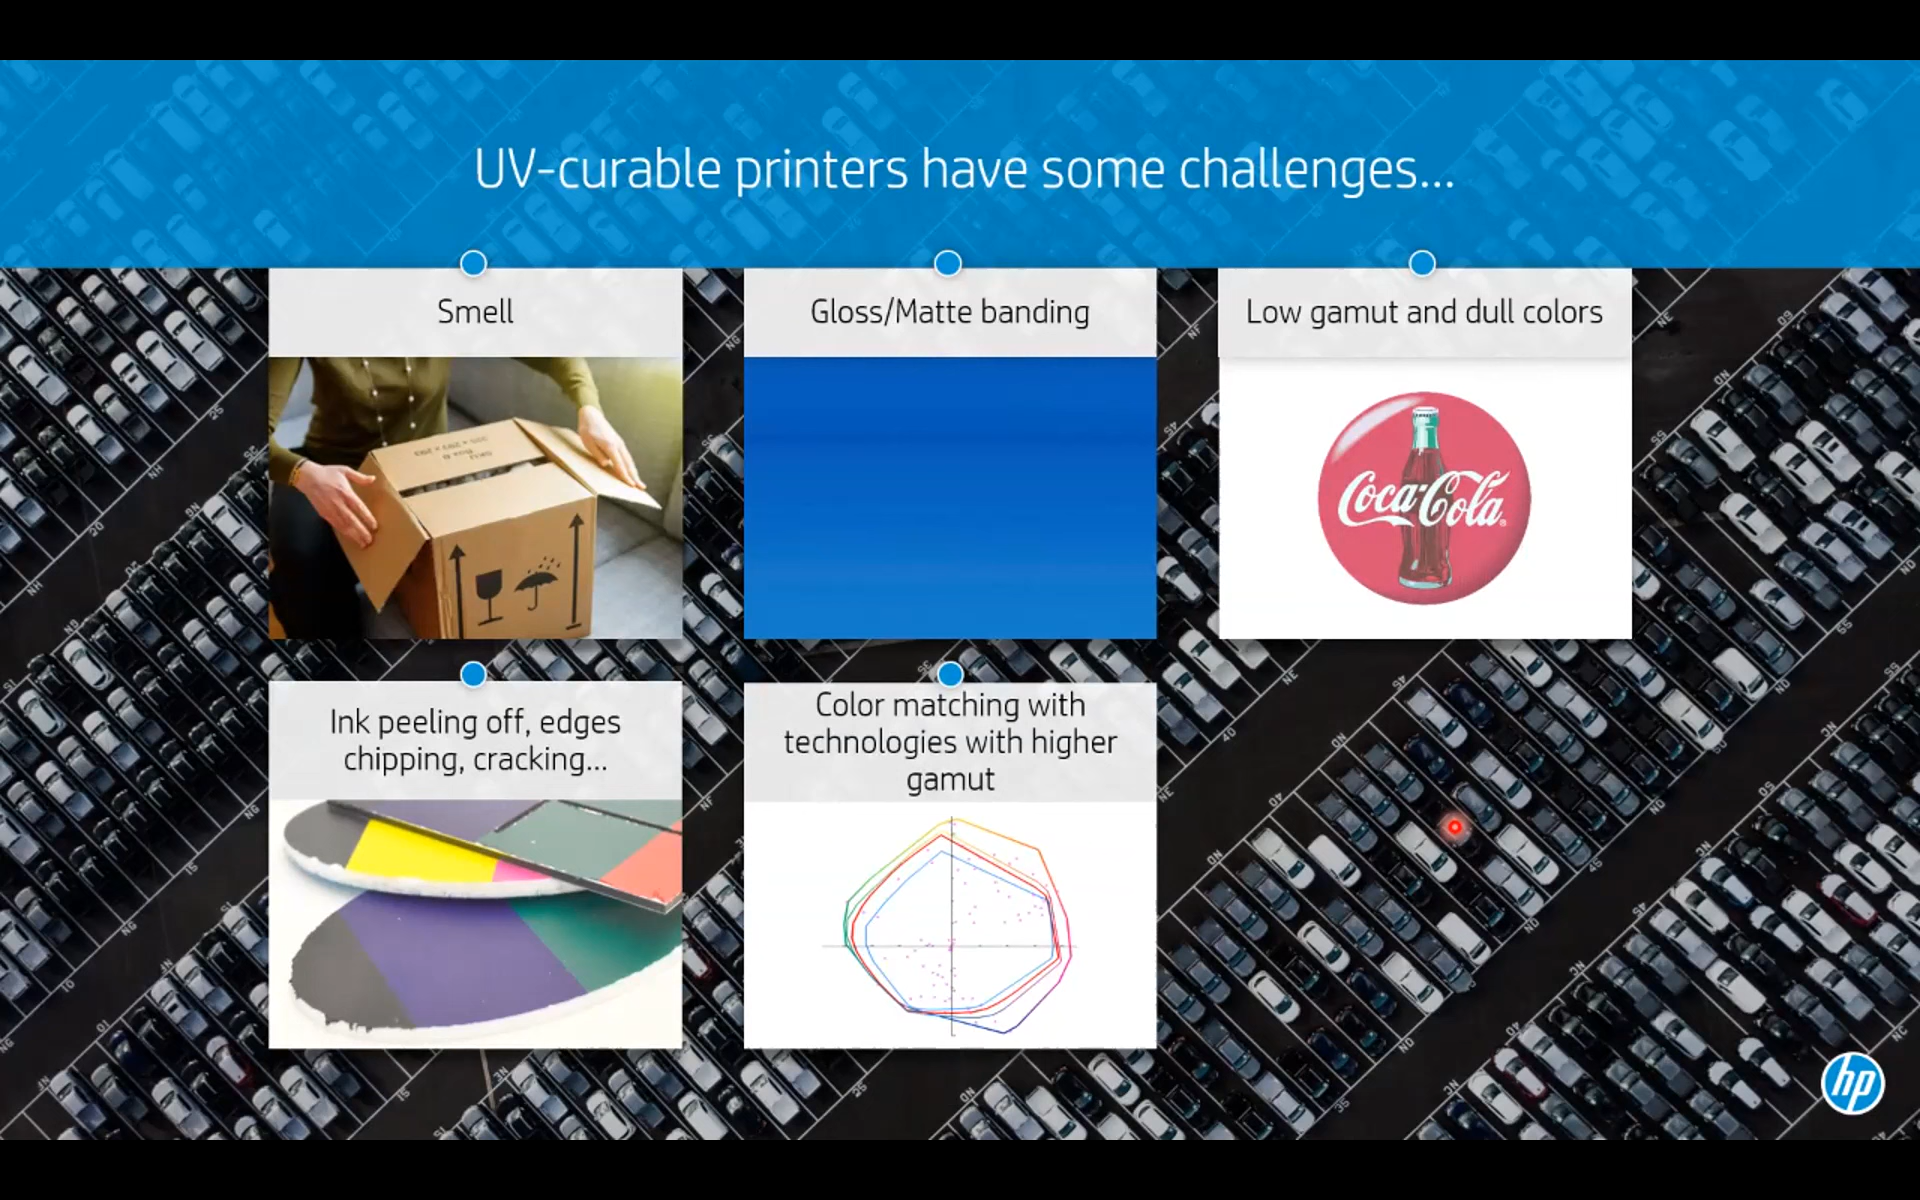 UV-curable printers have some challenges...
Smell
Gloss/Matte banding
Low gamut and dull colors
Coca-Cola
Ink peeling off, edges
chipping, cracking...
Color matching with
technologies with higher
gamut
hp